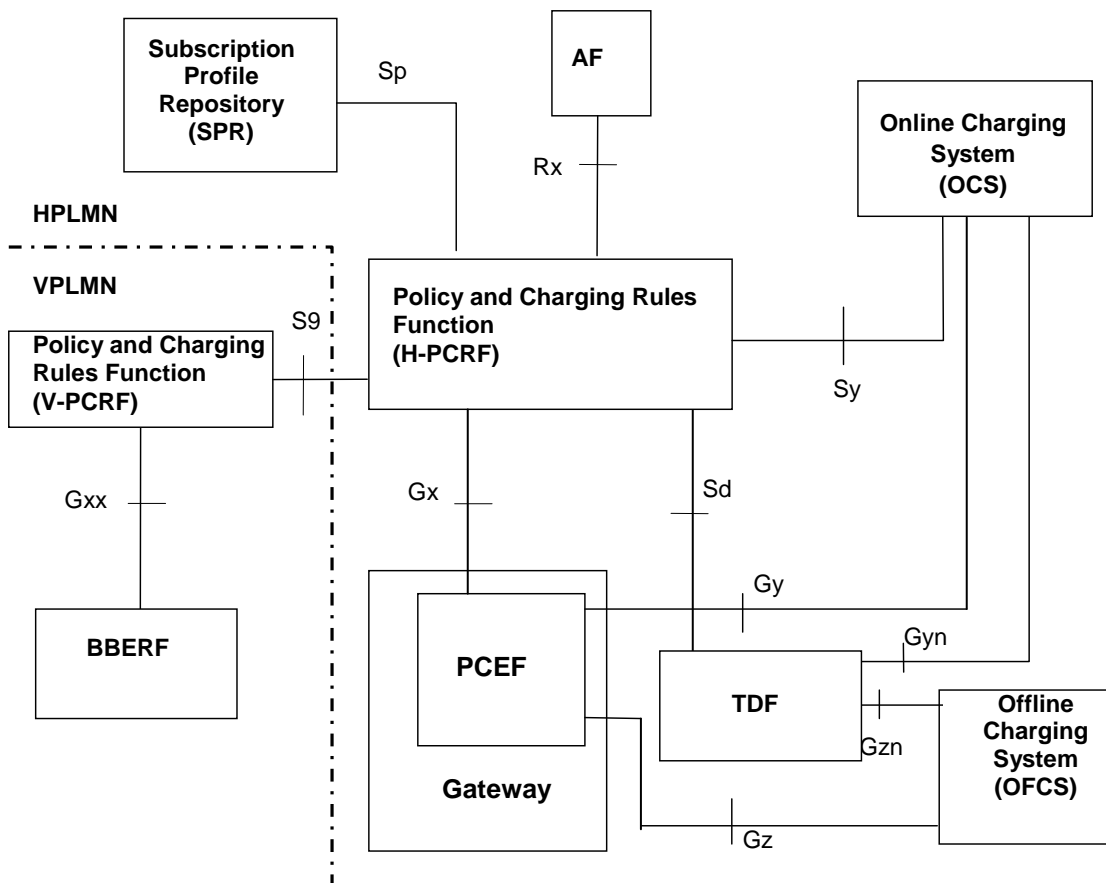 Subscription
Profile
Repository
(SPR)
Sp
AF
Rx
Online Charging
System
(OCS)
HPLMN
VPLMN
S9
Policy and Charging
Rules Function
(V-PCRF)
Policy and Charging Rules
Function
(H-PCRF)
Sy
Gxx
Gx
Sd
BBERF
PCEF
Gateway
Gy
Gyn
TDF
Gzn
Offline
Charging
System
(OFCS)
Gz